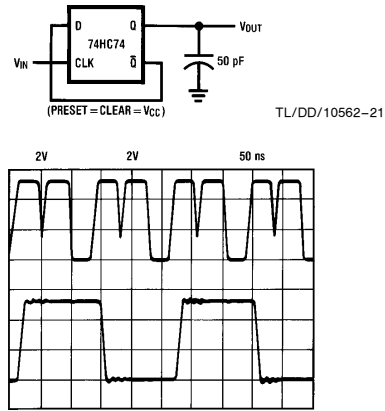 D Q VOUT
74HC74
VIN CLK Q̅ 50 pF
(PRESET = CLEAR = VCC)
TL/DD/10562–21
2V 2V 50 ns